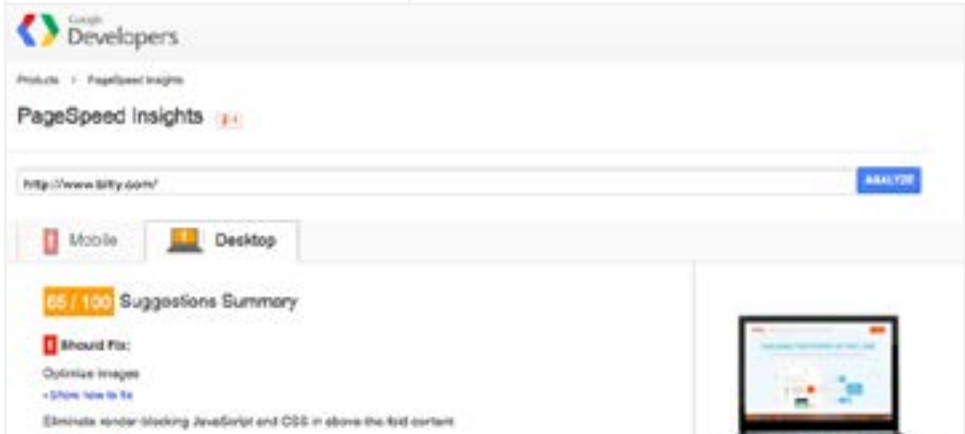 Google
Developers
Products > PageSpeed Insights
PageSpeed Insights
http://www.bitly.com/
ANALYZE
Mobile
Desktop
65 / 100 Suggestions Summary
! Should Fix:
Optimize images
Show how to fix
Eliminate render-blocking JavaScript and CSS in above-the-fold content